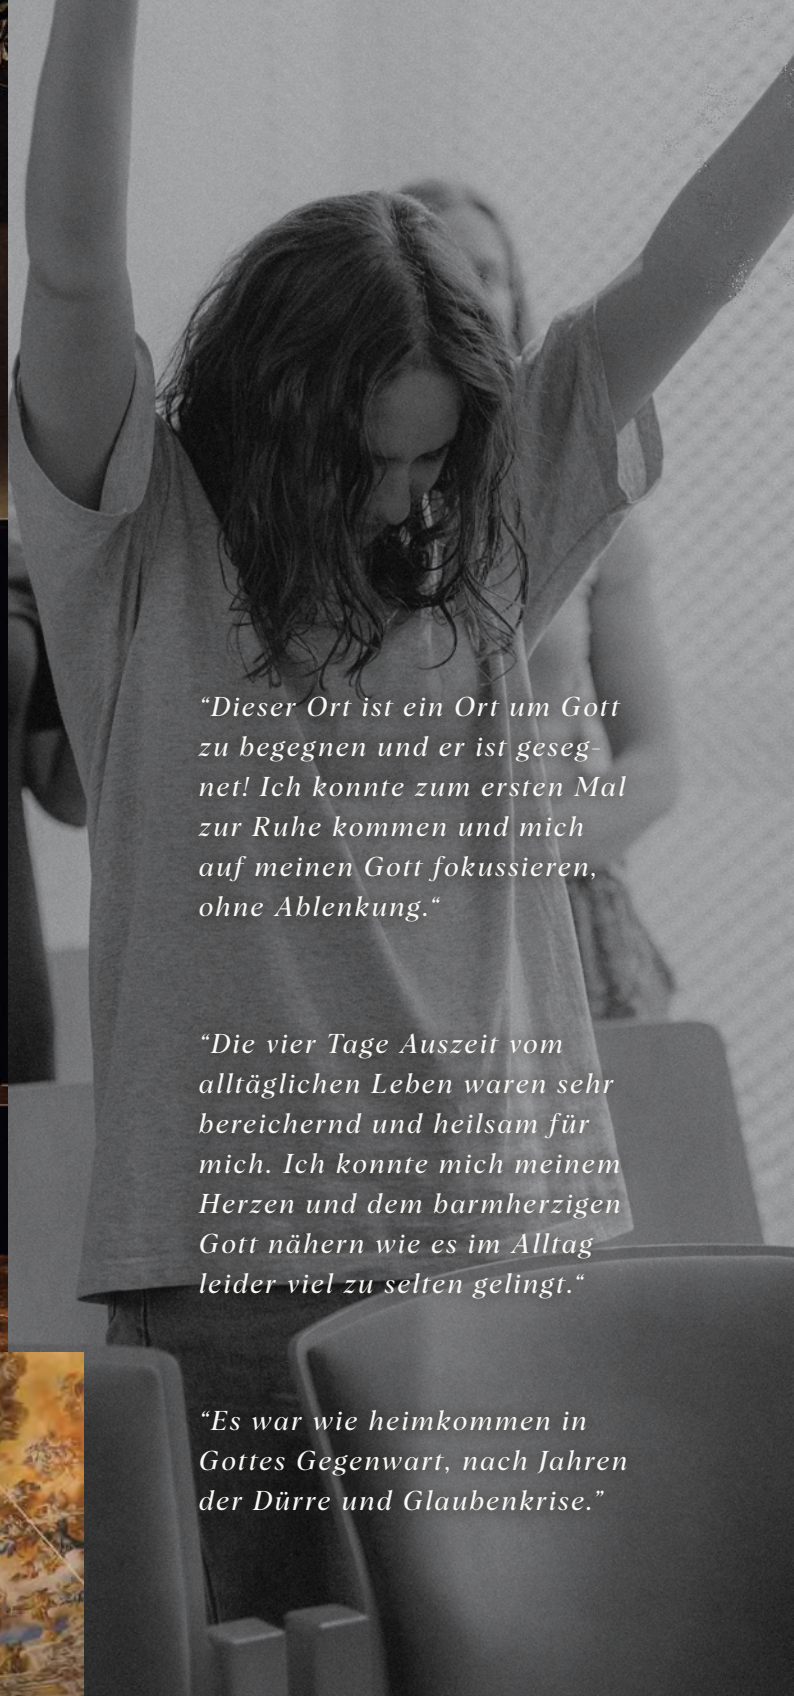 “Dieser Ort ist ein Ort um Gott
zu begegnen und er ist geseg-
net! Ich konnte zum ersten Mal
zur Ruhe kommen und mich
auf meinen Gott fokussieren,
ohne Ablenkung.“
“Die vier Tage Auszeit vom
alltäglichen Leben waren sehr
bereichernd und heilsam für
mich. Ich konnte mich meinem
Herzen und dem barmherzigen
Gott nähern wie es im Alltag
leider viel zu selten gelingt.“
“Es war wie heimkommen in
Gottes Gegenwart, nach Jahren
der Dürre und Glaubenkrise.”